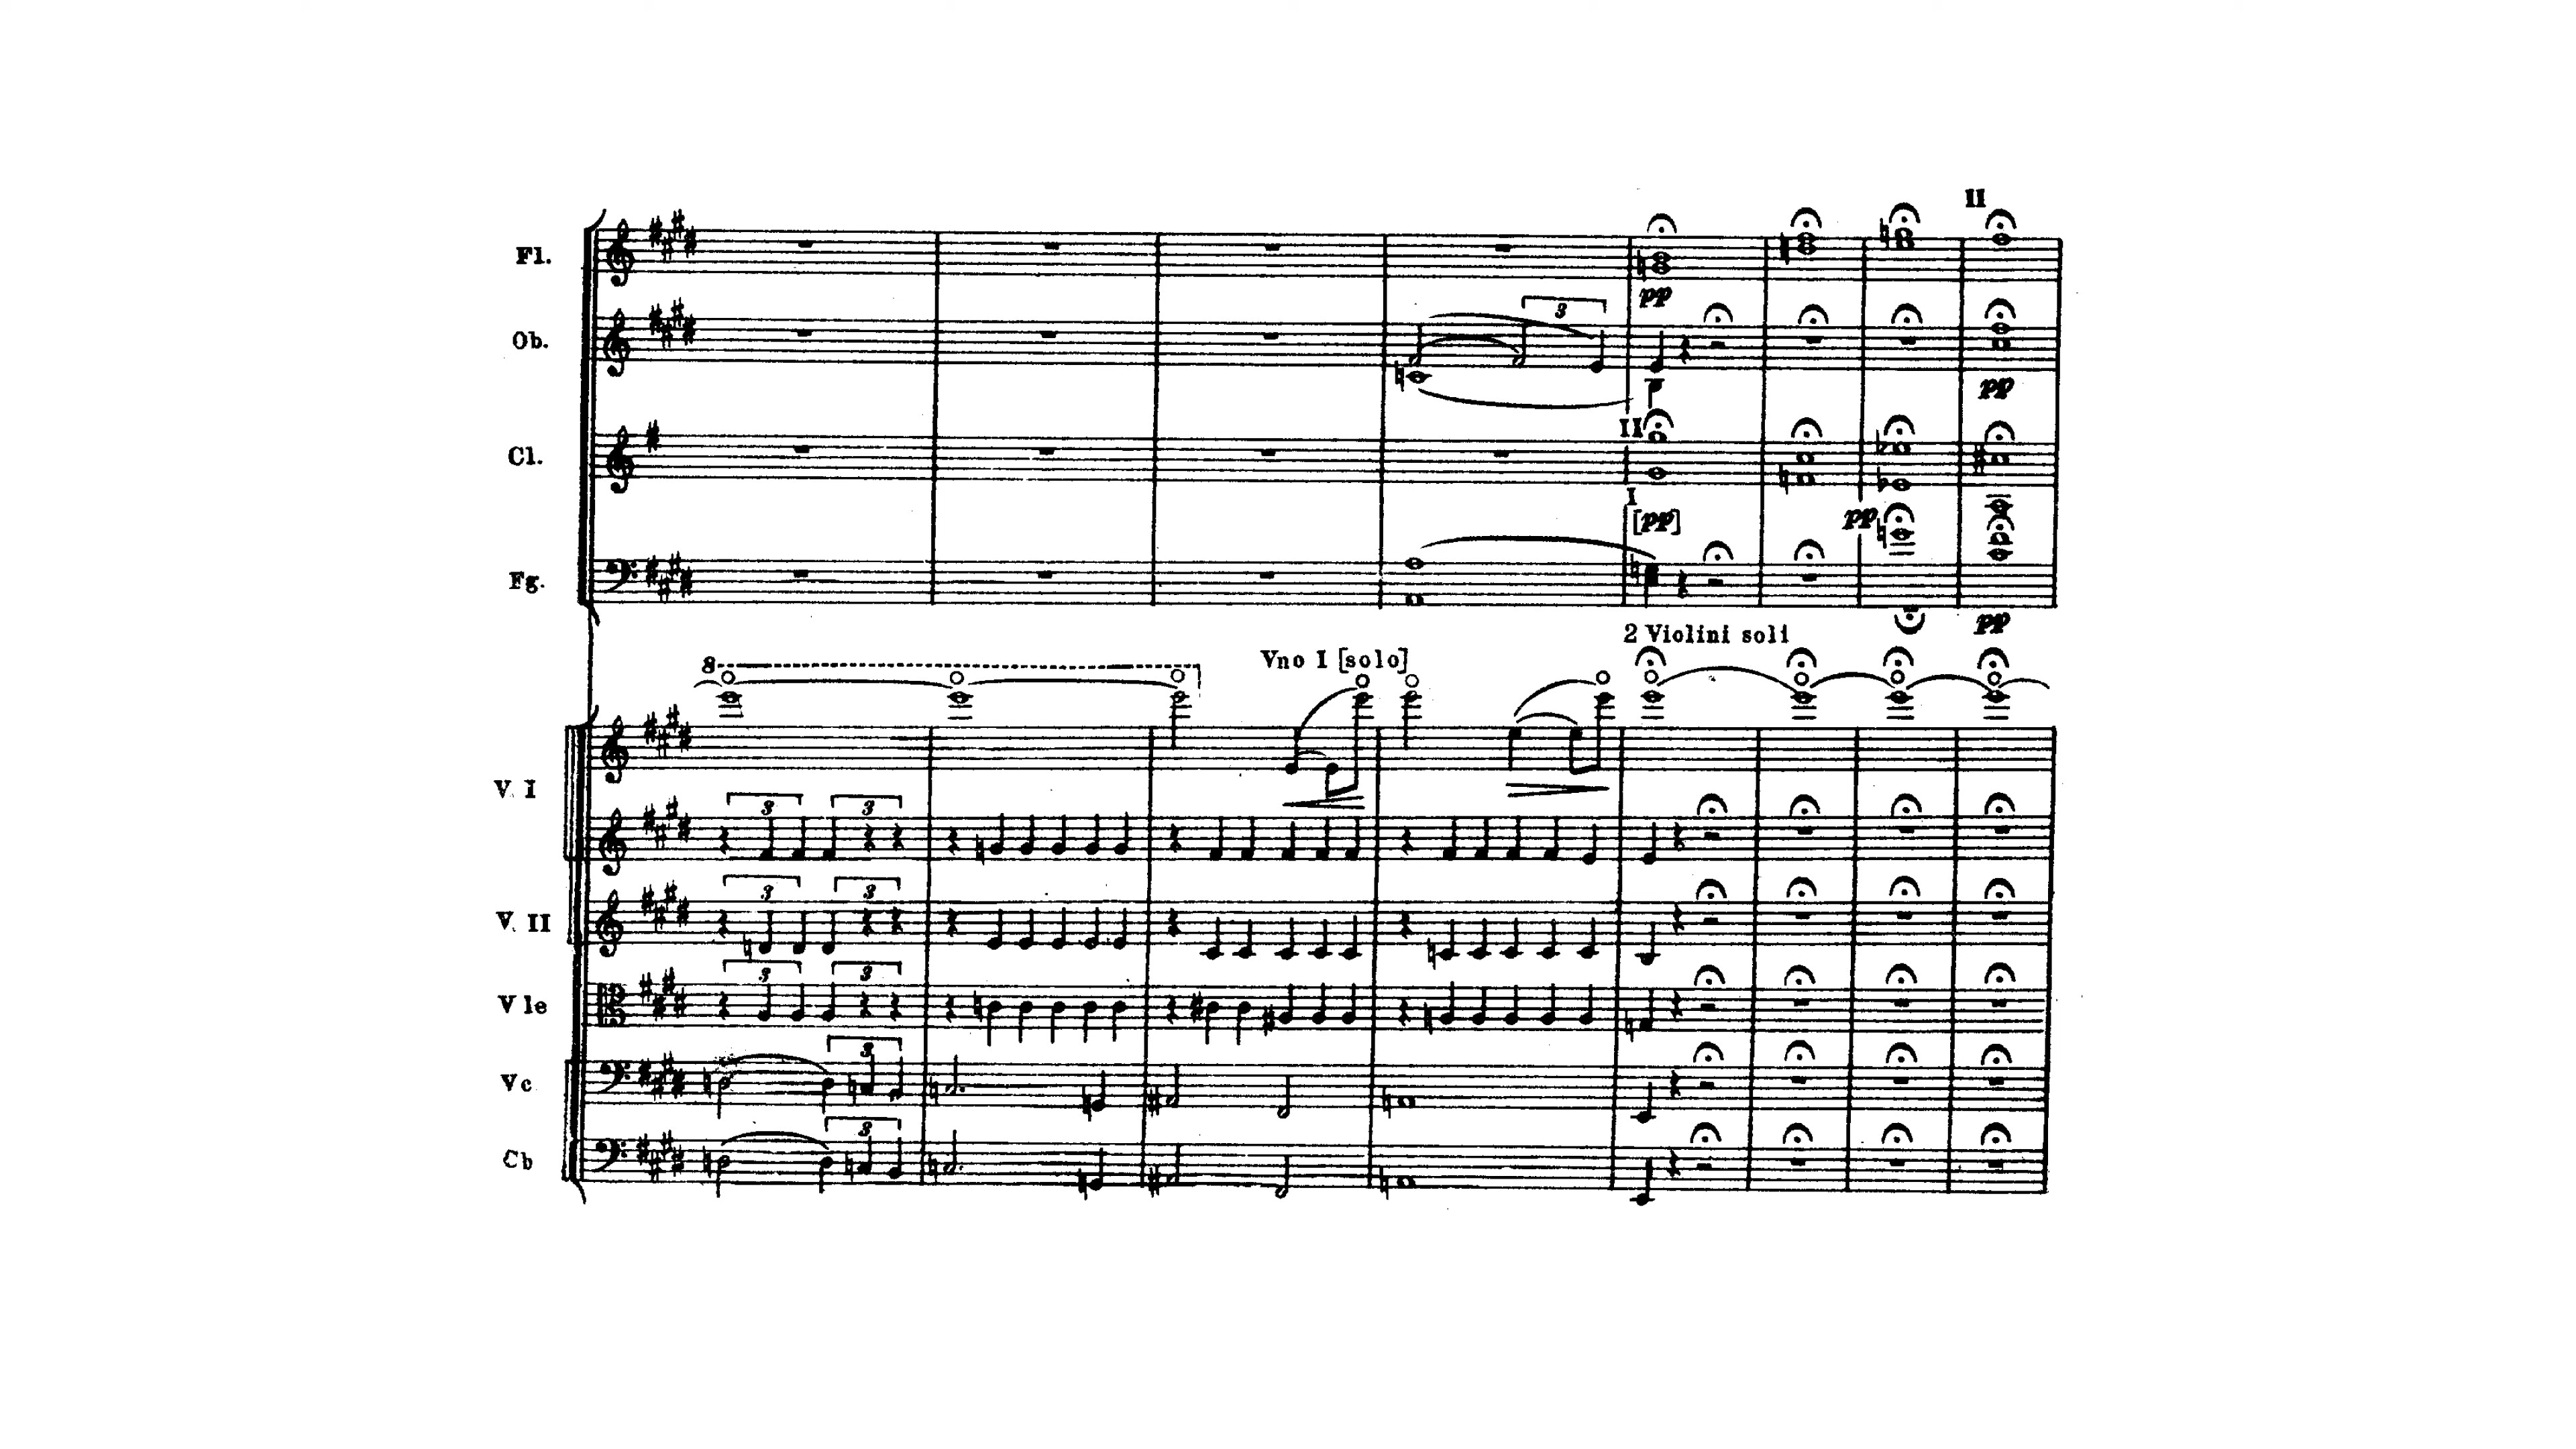 II
Fl.
Ob.
3
pp
pp
II
Cl.
I
[pp]
pp
Fg.
pp
2 Violini soli
8
Vno I [solo]
V. I
3 3
V. II
3 3
Vle
3 3
Vc
3
Cb
3